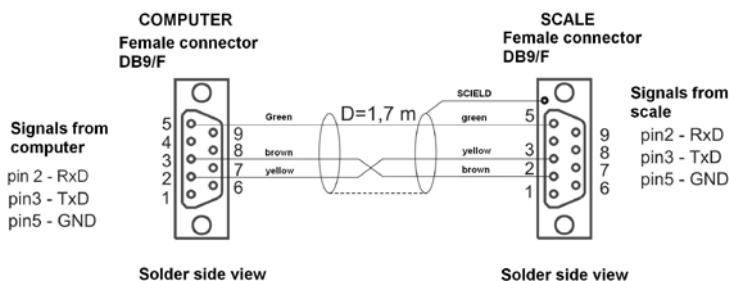 COMPUTER
Female connector
DB9/F
SCALE
Female connector
DB9/F
Signals from
computer
pin 2 - RxD
pin3 - TxD
pin5 - GND
5
4
3
2
1
9
8
7
6
Green
brown
yellow
D=1,7 m
SCIELD
green
yellow
brown
5
3
2
1
9
8
7
6
Signals from
scale
pin2 - RxD
pin3 - TxD
pin5 - GND
Solder side view
Solder side view